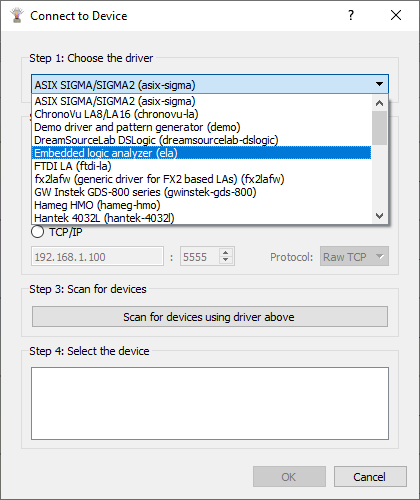 Connect to Device
?
Step 1: Choose the driver
ASIX SIGMA/SIGMA2 (asix-sigma)
ASIX SIGMA/SIGMA2 (asix-sigma)
ChronoVu LA8/LA16 (chronovu-la)
Demo driver and pattern generator (demo)
DreamSourceLab DSLogic (dreamsourcelab-dslogic)
Embedded logic analyzer (ela)
FTDI LA (ftdi-la)
fx2lafw (generic driver for FX2 based LAs) (fx2lafw)
GW Instek GDS-800 series (gwinstek-gds-800)
Hameg HMO (hameg-hmo)
Hantek 4032L (hantek-4032l)
TCP/IP
192.168.1.100 : 5555 Protocol: Raw TCP
Step 3: Scan for devices
Scan for devices using driver above
Step 4: Select the device
OK Cancel